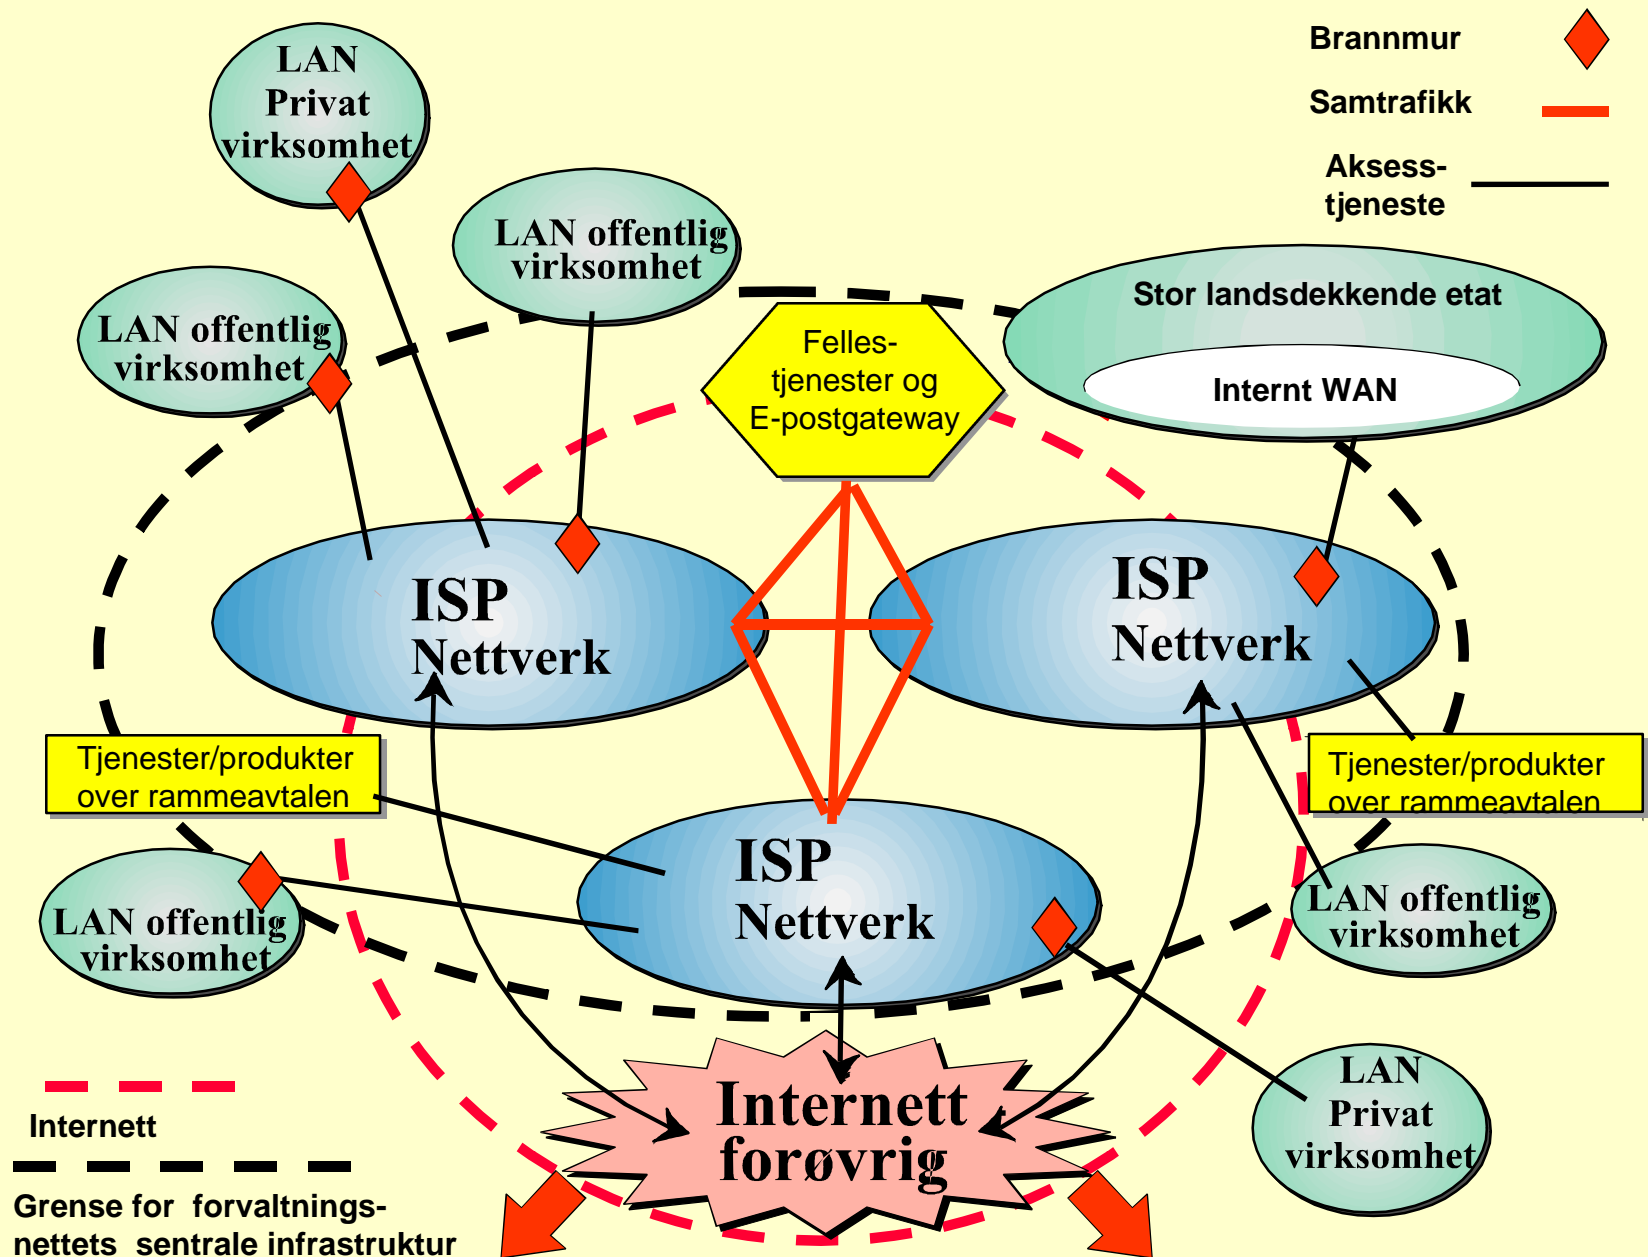 LAN
Privat
virksomhet
Brannmur
Samtrafikk
Aksess-
tjeneste
LAN offentlig
virksomhet
LAN offentlig
virksomhet
Felles-
tjenester og
E-postgateway
Stor landsdekkende etat
Internt WAN
ISP
Nettverk
ISP
Nettverk
Tjenester/produkter
over rammeavtalen
Tjenester/produkter
over rammeavtalen
ISP
Nettverk
LAN offentlig
virksomhet
LAN offentlig
virksomhet
Internett
forøvrig
LAN
Privat
virksomhet
Internett
Grense for forvaltnings-
nettets sentrale infrastruktur